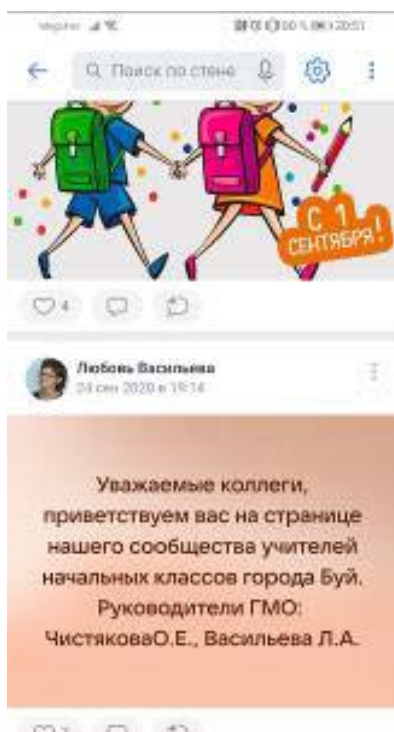 Поиск по стене
С 1
СЕНТЯБРЯ!
4
Любовь Васильева
24 сен 2020 в 19:14
Уважаемые коллеги,
приветствуем вас на странице
нашего сообщества учителей
начальных классов города Буй.
Руководители ГМО:
ЧистяковаО.Е., Васильева Л.А.